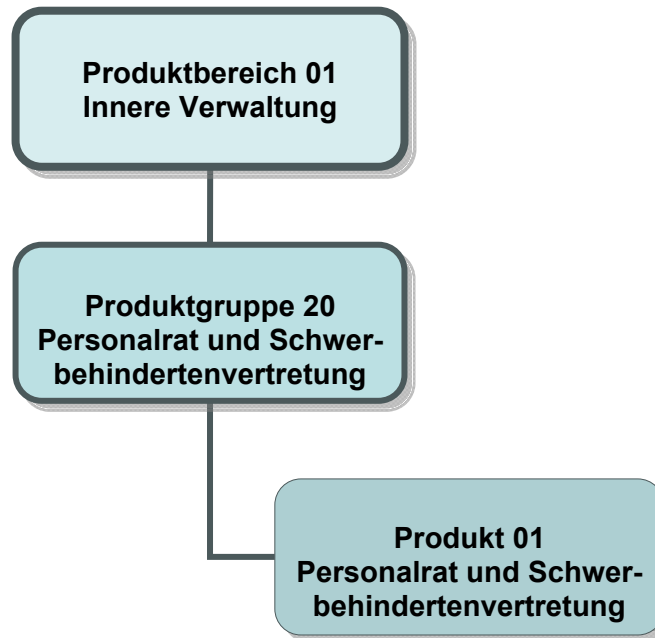 Produktbereich 01
Innere Verwaltung
Produktgruppe 20
Personalrat und Schwer-
behindertenvertretung
Produkt 01
Personalrat und Schwer-
behindertenvertretung